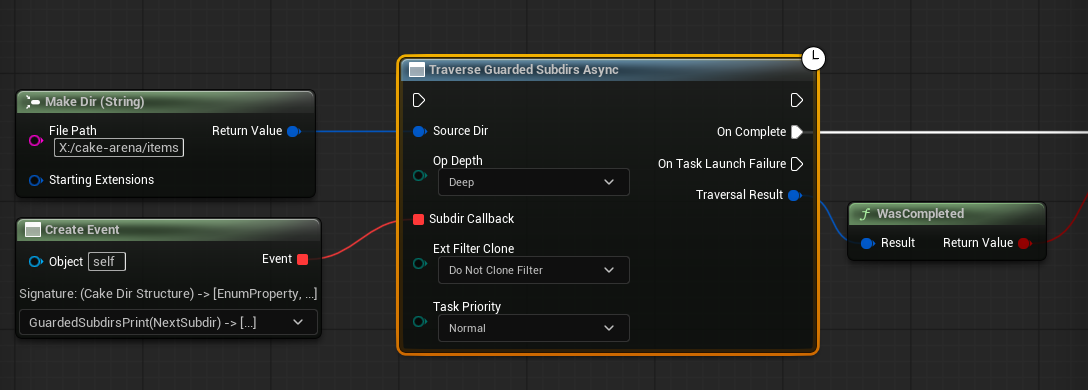 Make Dir (String)
File Path
Return Value
X:/cake-arena/items
Starting Extensions
Create Event
Object
self
Event
Signature: (Cake Dir Structure) -> [EnumProperty, ...]
GuardedSubdirsPrint(NextSubdir) -> [...]
Traverse Guarded Subdirs Async
Source Dir
On Complete
Op Depth
Deep
On Task Launch Failure
Traversal Result
Subdir Callback
Ext Filter Clone
Do Not Clone Filter
Task Priority
Normal
WasCompleted
Result
Return Value